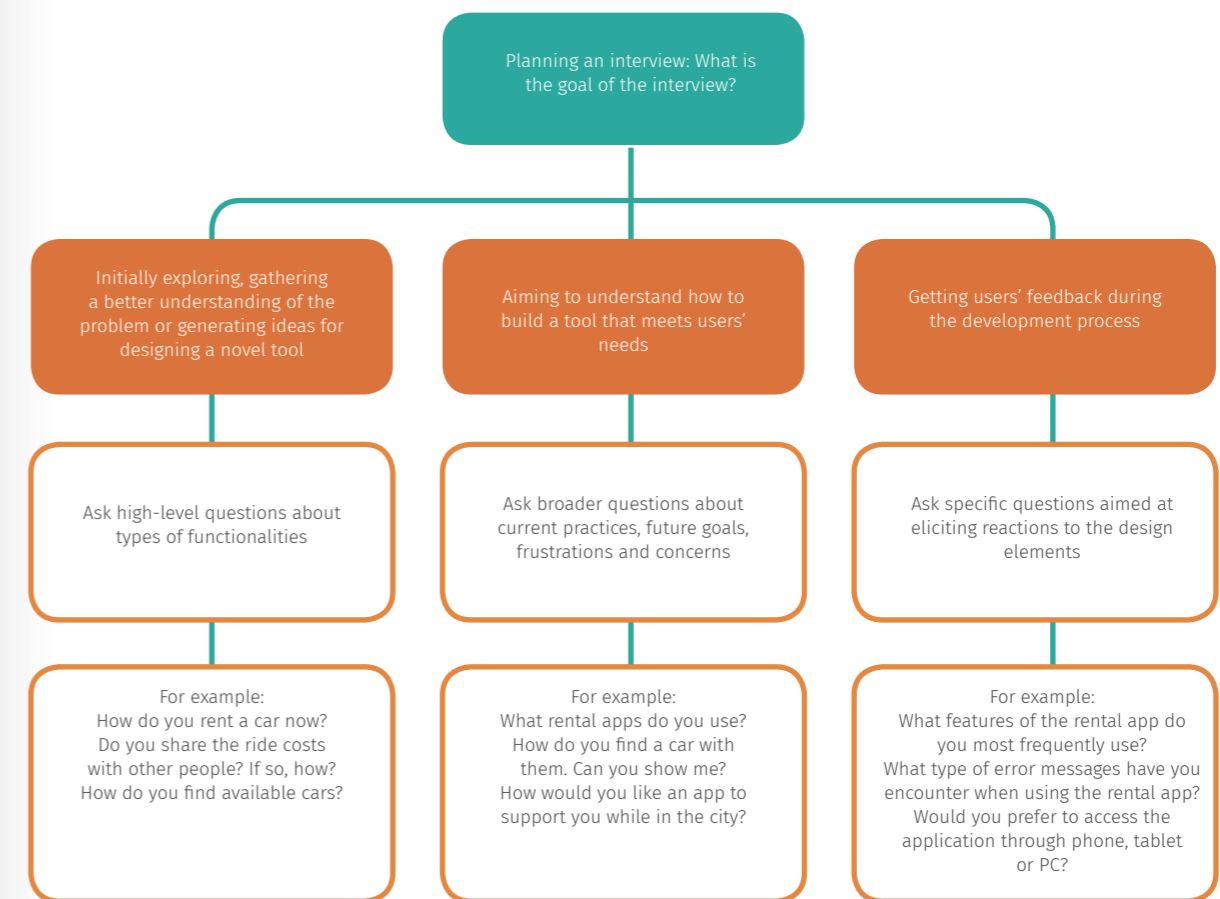 Planning an interview: What is
the goal of the interview?
Initially exploring, gathering
a better understanding of the
problem or generating ideas for
designing a novel tool
Aiming to understand how to
build a tool that meets users’
needs
Getting users’ feedback during
the development process
Ask high-level questions about
types of functionalities
Ask broader questions about
current practices, future goals,
frustrations and concerns
Ask specific questions aimed at
eliciting reactions to the design
elements
For example:
How do you rent a car now?
Do you share the ride costs
with other people? If so, how?
How do you find available cars?
For example:
What rental apps do you use?
How do you find a car with
them. Can you show me?
How would you like an app to
support you while in the city?
For example:
What features of the rental app do
you most frequently use?
What type of error messages have you
encounter when using the rental app?
Would you prefer to access the
application through phone, tablet
or PC?